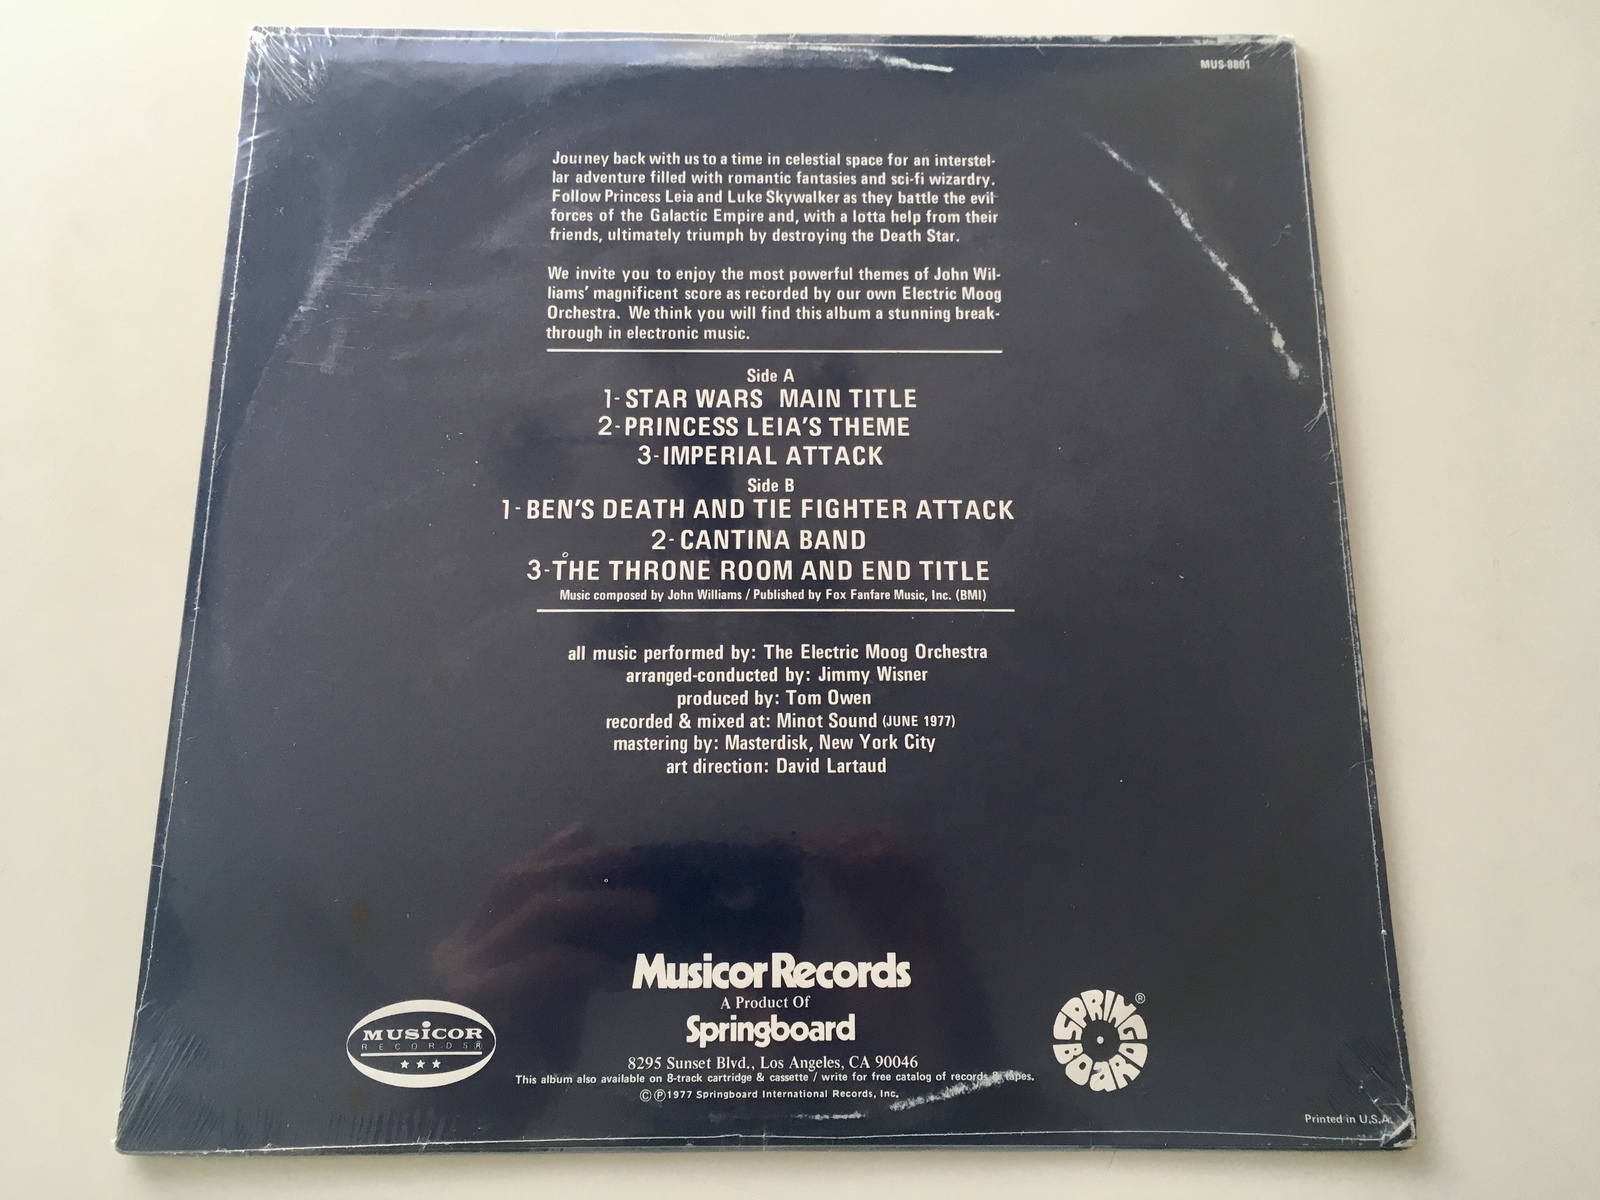 MUS-8801
Journey back with us to a time in celestial space for an interstel-
lar adventure filled with romantic fantasies and sci-fi wizardry.
Follow Princess Leia and Luke Skywalker as they battle the evil
forces of the Galactic Empire and, with a lotta help from their
friends, ultimately triumph by destroying the Death Star.
We invite you to enjoy the most powerful themes of John Wil-
liams' magnificent score as recorded by our own Electric Moog
Orchestra. We think you will find this album a stunning break-
through in electronic music.
Side A
1-STAR WARS MAIN TITLE
2-PRINCESS LEIA'S THEME
3-IMPERIAL ATTACK
Side B
1-BEN'S DEATH AND TIE FIGHTER ATTACK
2-CANTINA BAND
3-THE THRONE ROOM AND END TITLE
Music composed by John Williams / Published by Fox Fanfare Music, Inc. (BMI)
all music performed by: The Electric Moog Orchestra
arranged-conducted by: Jimmy Wisner
produced by: Tom Owen
recorded & mixed at: Minot Sound (JUNE 1977)
mastering by: Masterdisk, New York City
art direction: David Lartaud
Musicor Records
A Product Of
Springboard
8295 Sunset Blvd., Los Angeles, CA 90046
This album also available on 8-track cartridge & cassette / write for free catalog of records & tapes.
©℗1977 Springboard International Records, Inc.
MUSICOR
RECORDS®
SPRING BOARD®
Printed in U.S.A.